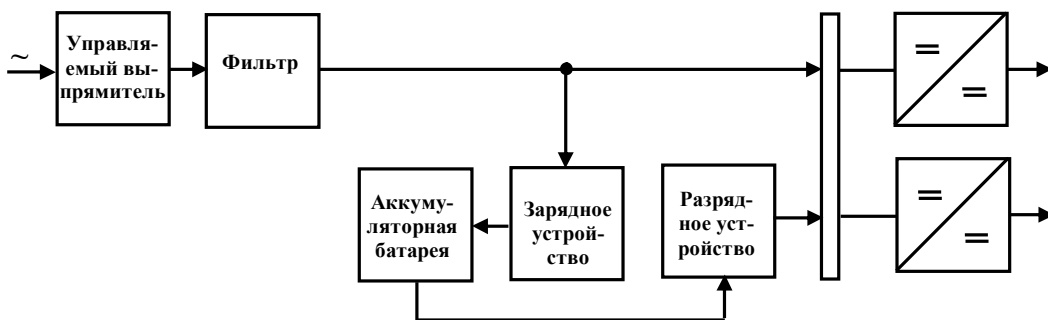 ~
Управля-
емый вы-
прямитель
Фильтр
=
=
Аккуму-
ляторная
батарея
Зарядное
устрой-
ство
Разряд-
ное уст-
ройство
=
=